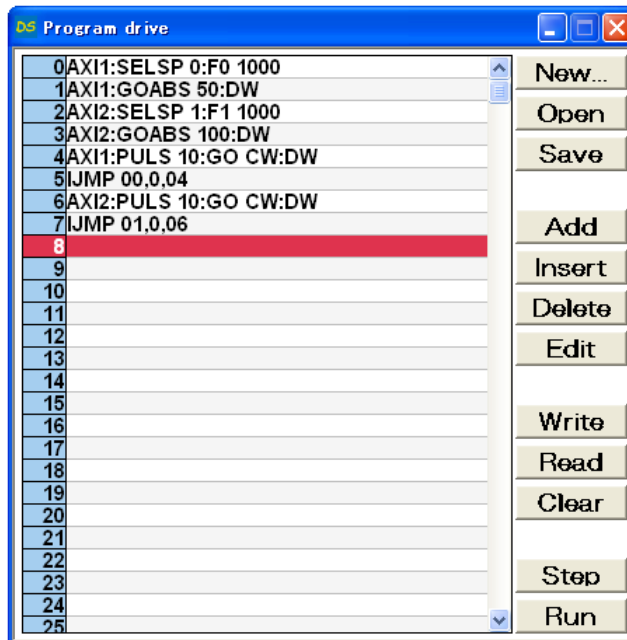 DS Program drive
0 AXI1:SELSP 0:F0 1000
1 AXI1:GOABS 50:DW
2 AXI2:SELSP 1:F1 1000
3 AXI2:GOABS 100:DW
4 AXI1:PULS 10:GO CW:DW
5 IJMP 00,0,04
6 AXI2:PULS 10:GO CW:DW
7 IJMP 01,0,06
8
9
10
11
12
13
14
15
16
17
18
19
20
21
22
23
24
25
New...
Open
Save
Add
Insert
Delete
Edit
Write
Read
Clear
Step
Run